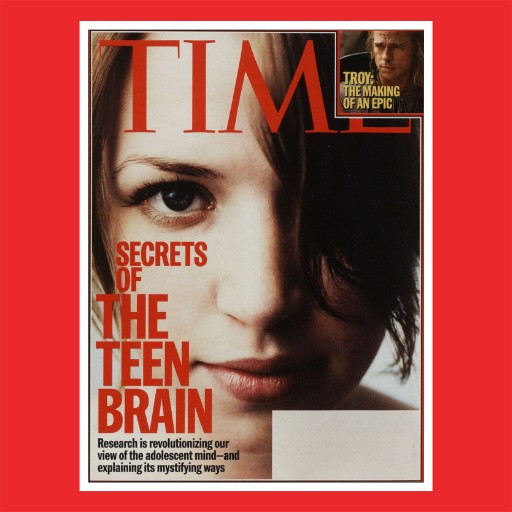 TIME
TROY:
THE MAKING
OF AN EPIC
SECRETS
OF
THE
TEEN
BRAIN
Research is revolutionizing our
view of the adolescent mind—and
explaining its mystifying ways